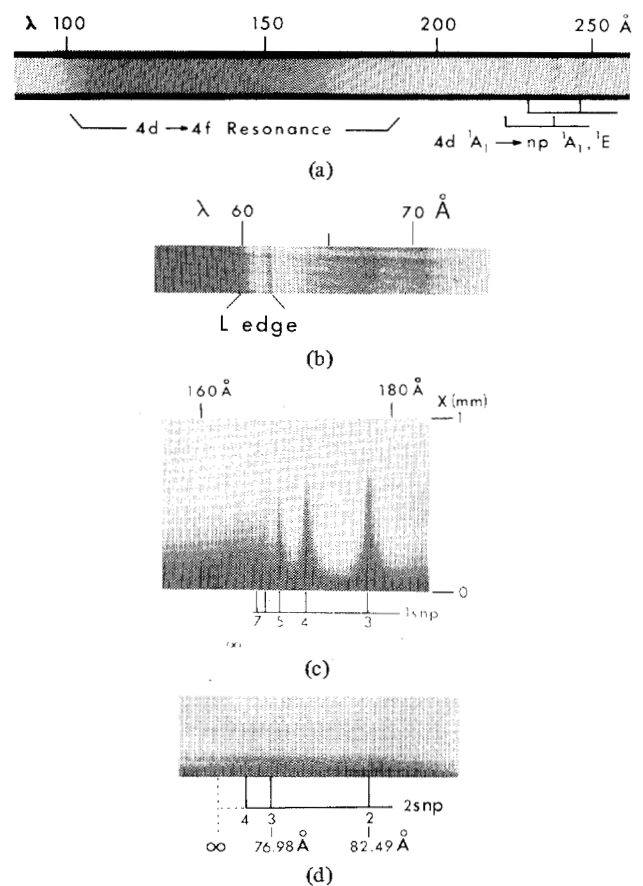 λ 100 150 200 250 Å
4d → 4f Resonance
4d ¹A₁ → np ¹A₁, ¹E
(a)
λ 60 70 Å
L edge
(b)
160 Å 180 Å X (mm)
1
0
7 5 4 3 1snp
∞
(c)
4 3 2 2snp
∞ 76.98 Å 82.49 Å
(d)